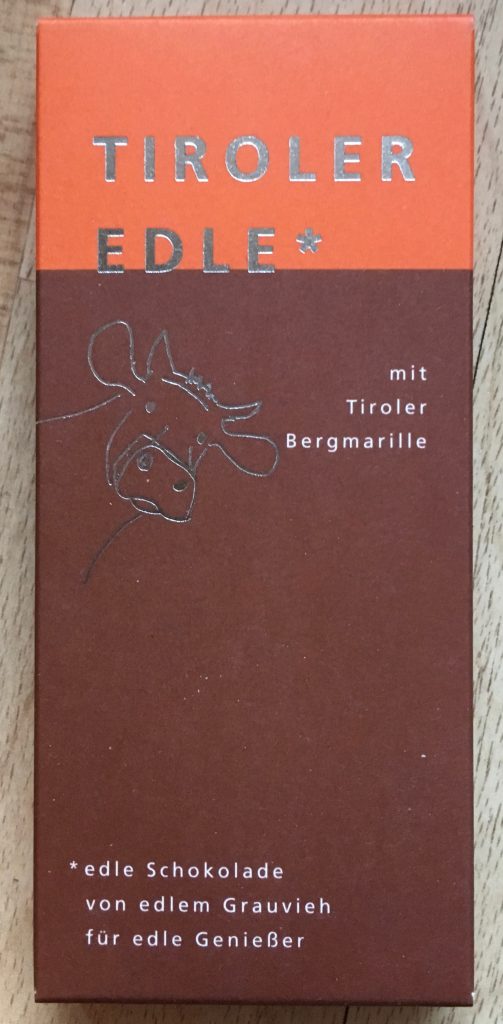 TIROLER
EDLE*
mit
Tiroler
Bergmarille
*edle Schokolade
von edlem Grauvieh
für edle Genießer